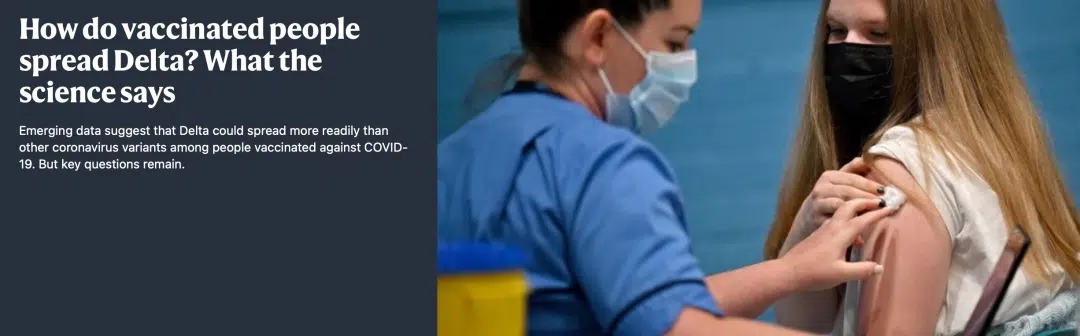 How do vaccinated people
spread Delta? What the
science says
Emerging data suggest that Delta could spread more readily than
other coronavirus variants among people vaccinated against COVID-
19. But key questions remain.